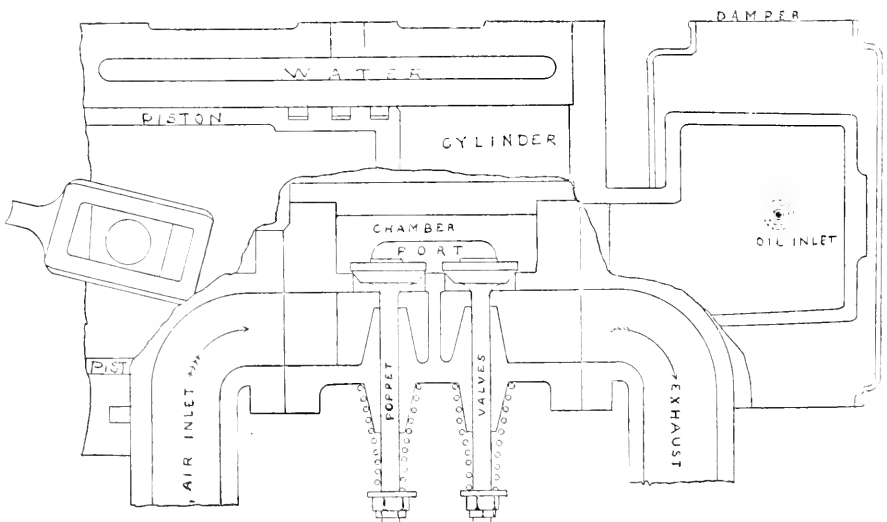 DAMPER
WATER
PISTON
CYLINDER
CHAMBER
PORT
OIL INLET
PIST
AIR INLET
POPPET
VALVES
EXHAUST